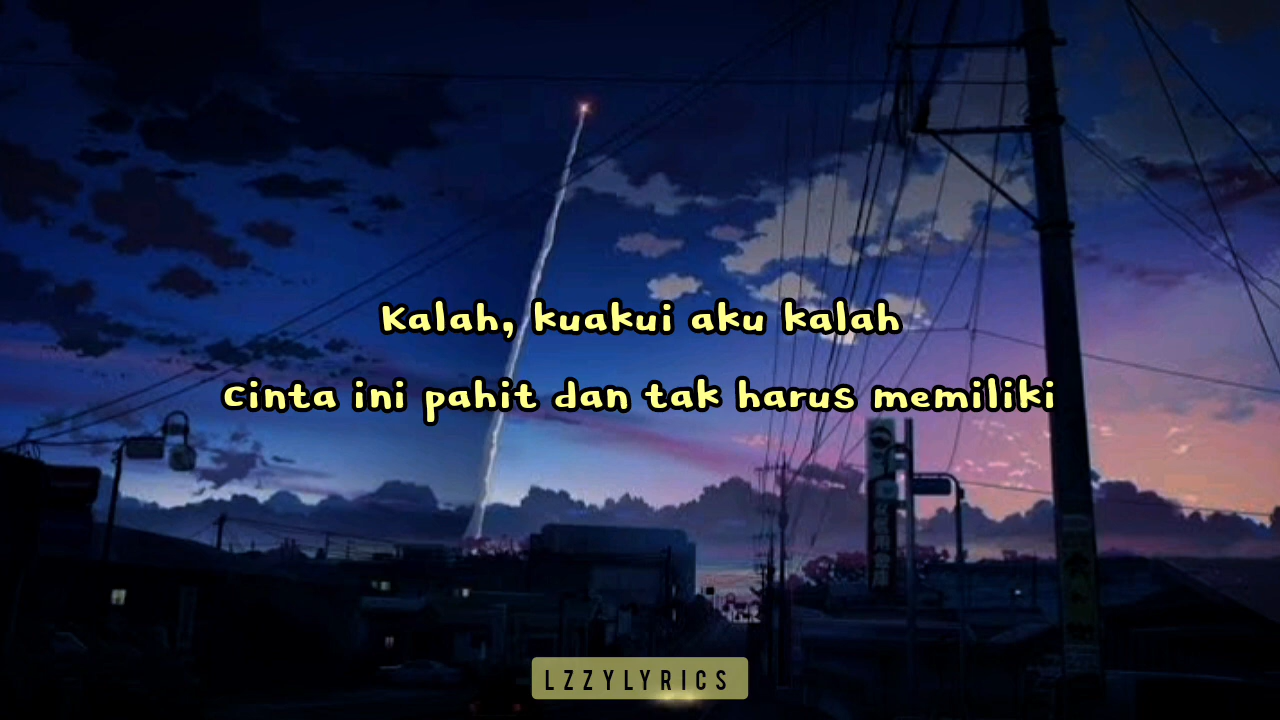 Kalah, kuakui aku kalah
cinta ini pahit dan tak harus memiliki
LZZYLYRICS